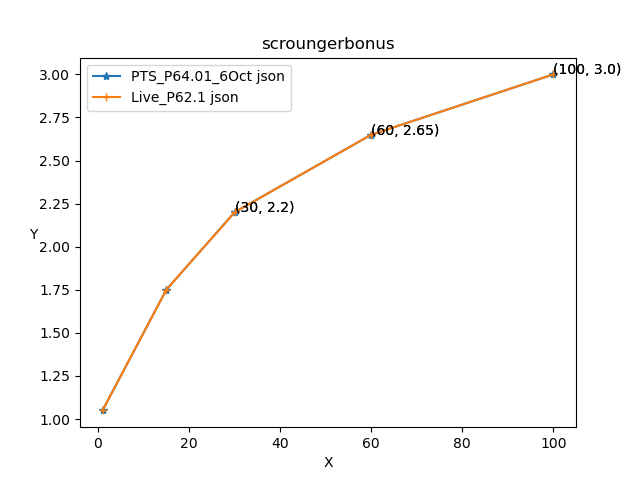 scroungerbonus
PTS_P64.01_6Oct json
Live_P62.1 json
(100, 3.0)
(60, 2.65)
(30, 2.2)
3.00
2.75
2.50
2.25
2.00
1.75
1.50
1.25
1.00
Y
0 20 40 60 80 100
X